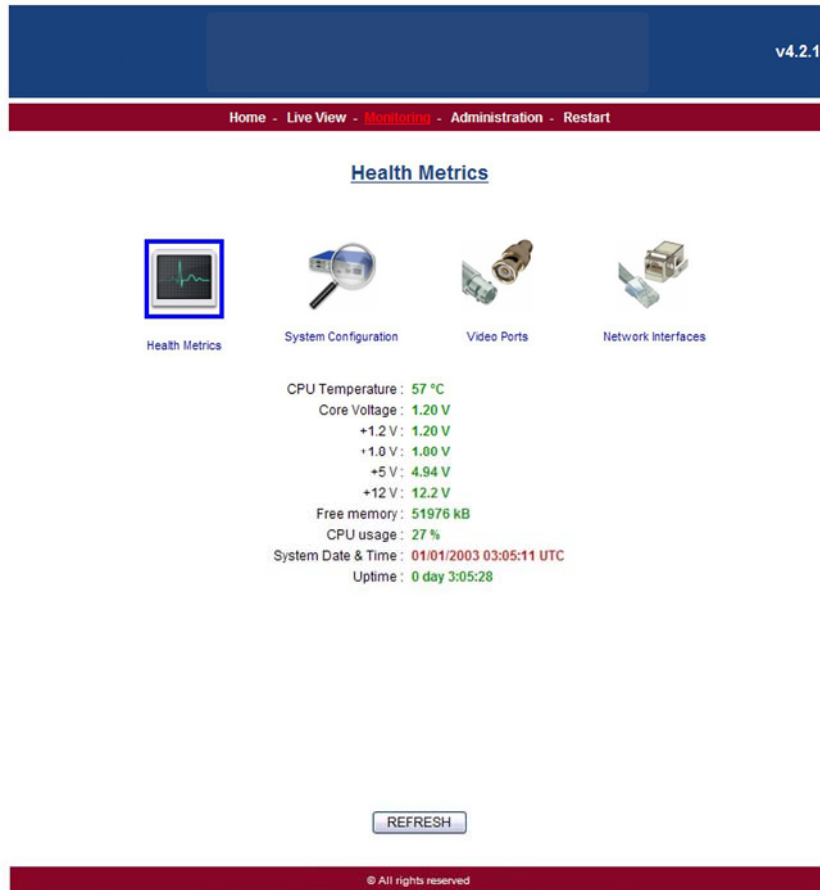 v4.2.1
Home - Live View - Monitoring - Administration - Restart
Health Metrics
Health Metrics
System Configuration
Video Ports
Network Interfaces
CPU Temperature : 57 °C
Core Voltage : 1.20 V
+1.2 V : 1.20 V
+1.8 V : 1.80 V
+5 V : 4.94 V
+12 V : 12.2 V
Free memory : 51976 kB
CPU usage : 27 %
System Date & Time : 01/01/2003 03:05:11 UTC
Uptime : 0 day 3:05:28
REFRESH
© All rights reserved